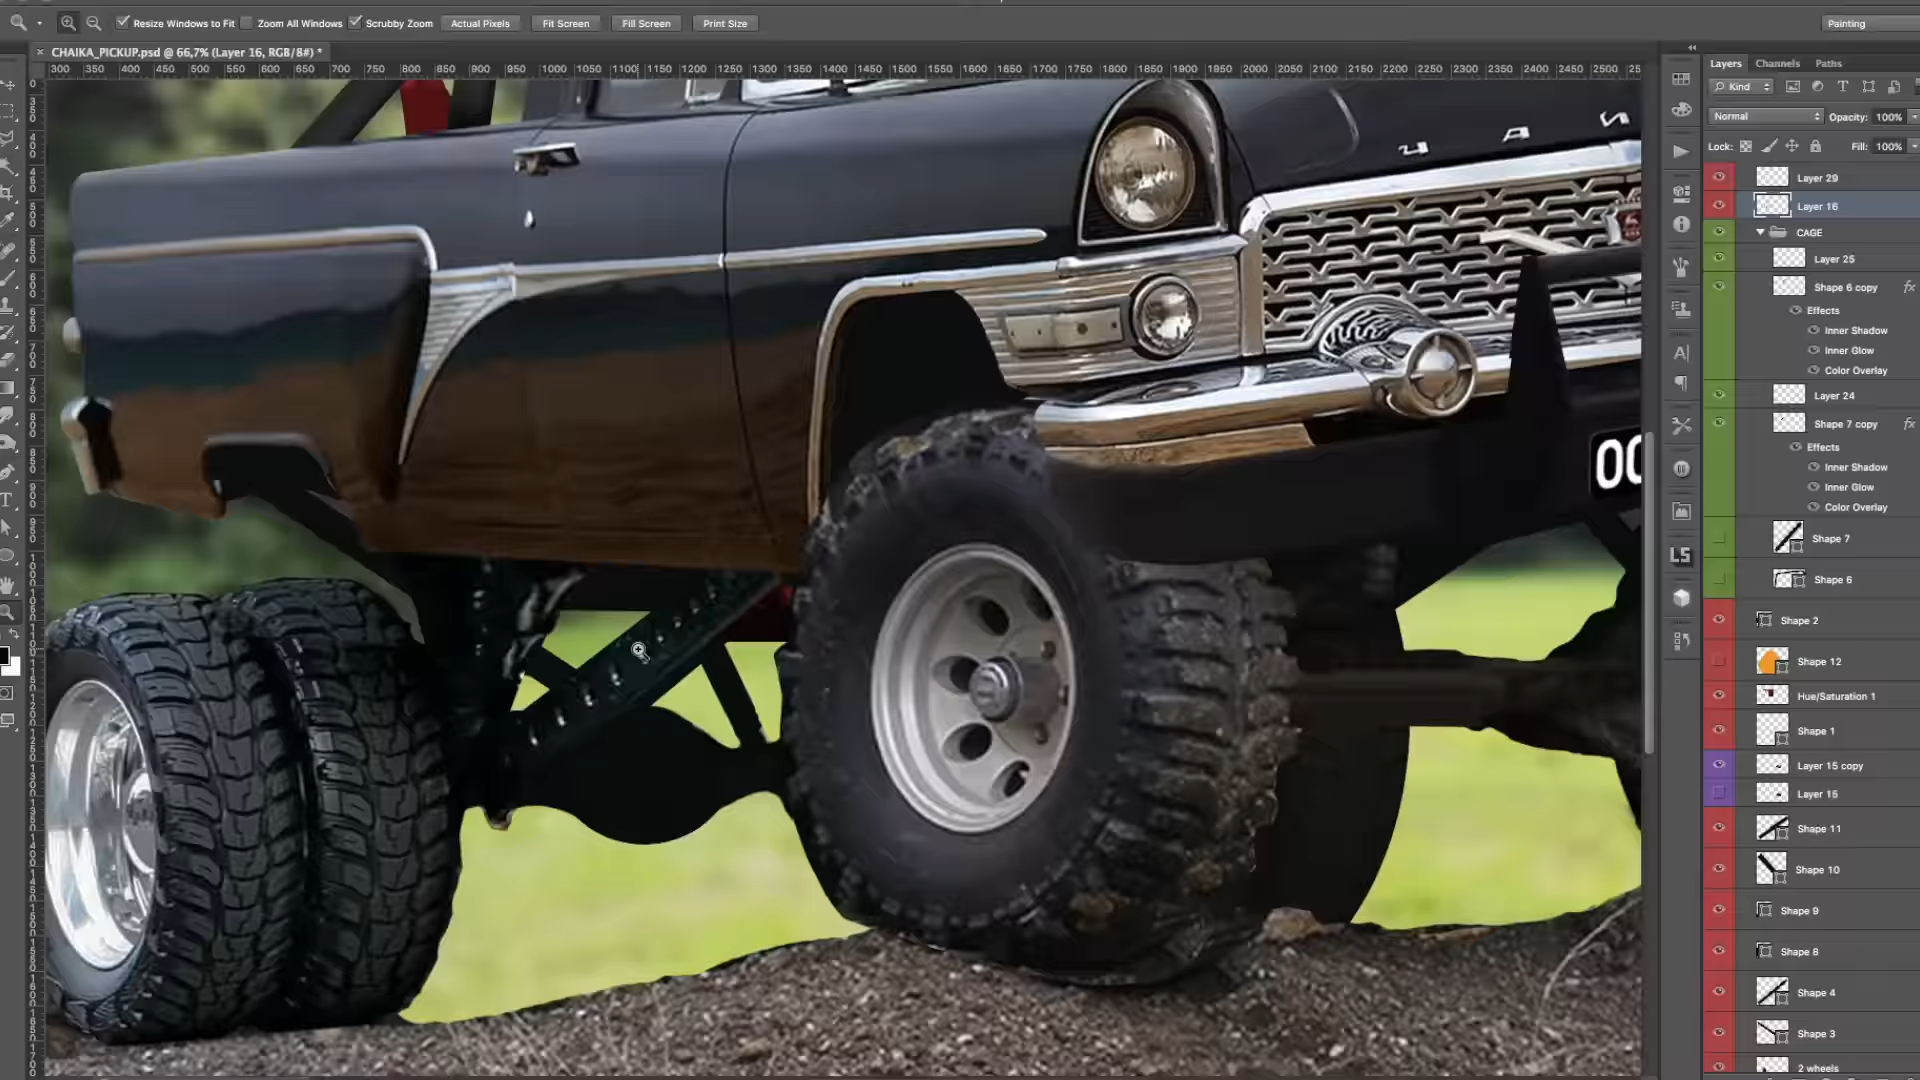 Resize Windows to Fit Zoom All Windows Scrubby Zoom Actual Pixels Fit Screen Fill Screen Print Size Painting
× CHAIKA_PICKUP.psd @ 66,7% (Layer 16, RGB/8#) *
300 350 400 450 500 550 600 650 700 750 800 850 900 950 1000 1050 1100 1150 1200 1250 1300 1350 1400 1450 1500 1550 1600 1650 1700 1750 1800 1850 1900 1950 2000 2050 2100 2150 2200 2250 2300 2350 2400 2450 2500
Layers Channels Paths
Kind
Normal Opacity: 100%
Lock: Fill: 100%
Layer 29
Layer 16
CAGE
Layer 25
Shape 6 copy fx
Effects
Inner Shadow
Inner Glow
Color Overlay
Layer 24
Shape 7 copy fx
Effects
Inner Shadow
Inner Glow
Color Overlay
Shape 7
Shape 6
Shape 2
Shape 12
Hue/Saturation 1
Shape 1
Layer 15 copy
Layer 15
Shape 11
Shape 10
Shape 9
Shape 8
Shape 4
Shape 3
2 wheels
LS
Ч А Й
00